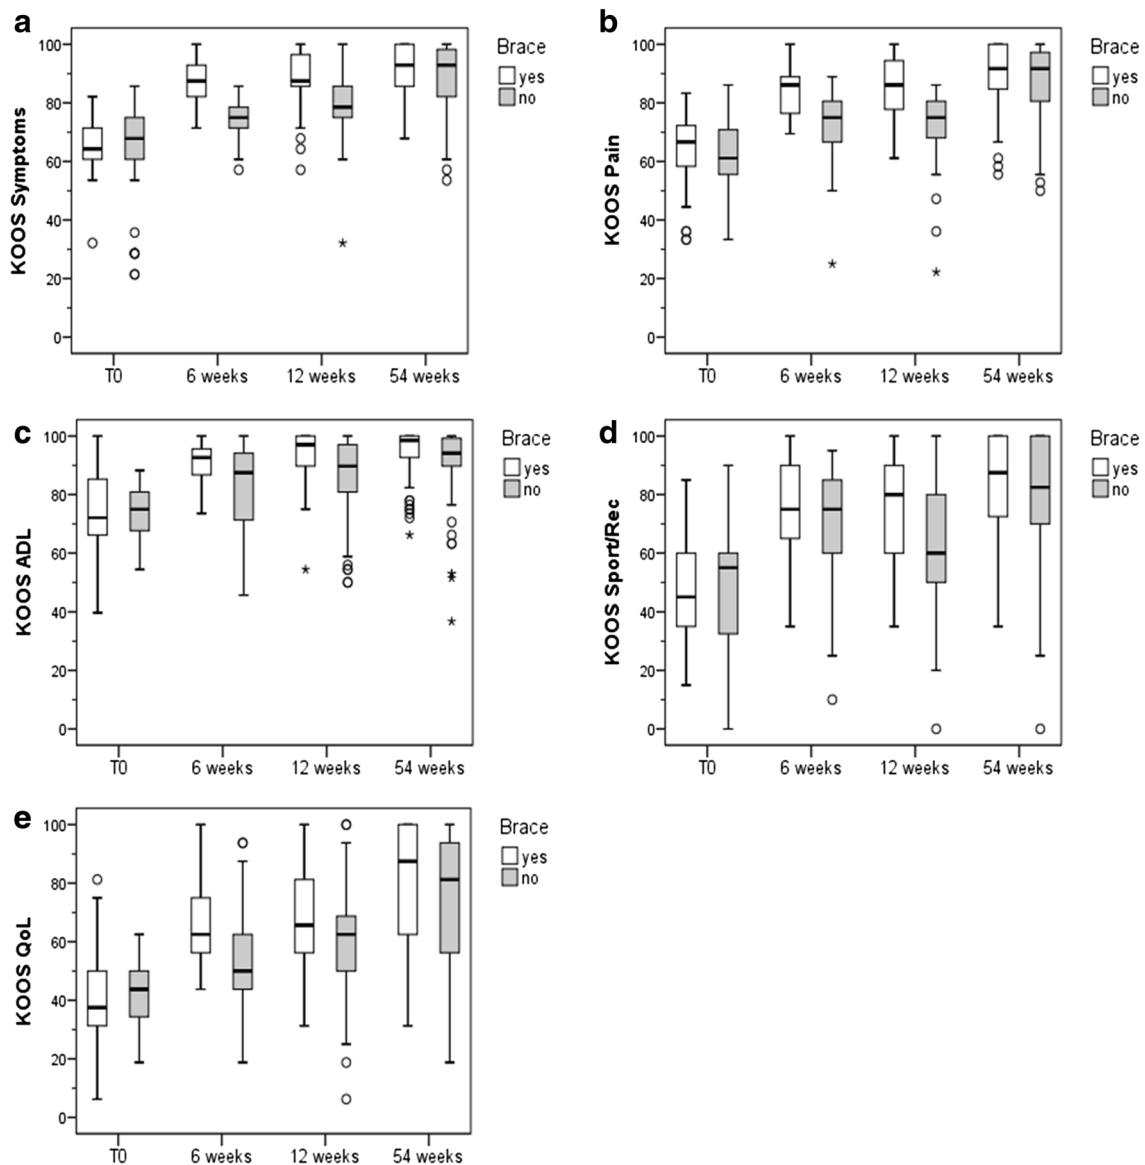 a
KOOS Symptoms
100
80
60
40
20
0
T0 6 weeks 12 weeks 54 weeks
Brace
yes
no
b
KOOS Pain
100
80
60
40
20
0
T0 6 weeks 12 weeks 54 weeks
Brace
yes
no
c
KOOS ADL
100
80
60
40
20
0
T0 6 weeks 12 weeks 54 weeks
Brace
yes
no
d
KOOS Sport/Rec
100
80
60
40
20
0
T0 6 weeks 12 weeks 54 weeks
Brace
yes
no
e
KOOS QoL
100
80
60
40
20
0
T0 6 weeks 12 weeks 54 weeks
Brace
yes
no